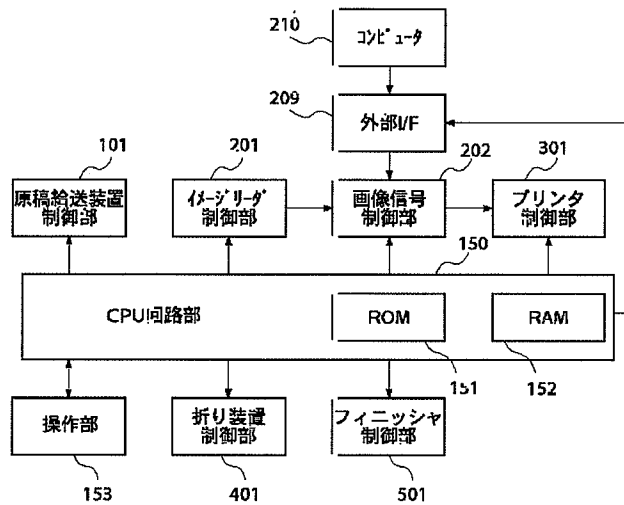 210
コンピュータ
209
外部I/F
101
201
202
301
原稿給送装置
制御部
イメージリーダ
制御部
画像信号
制御部
プリンタ
制御部
150
CPU回路部
ROM
RAM
151
152
操作部
折り装置
制御部
フィニッシャ
制御部
153
401
501